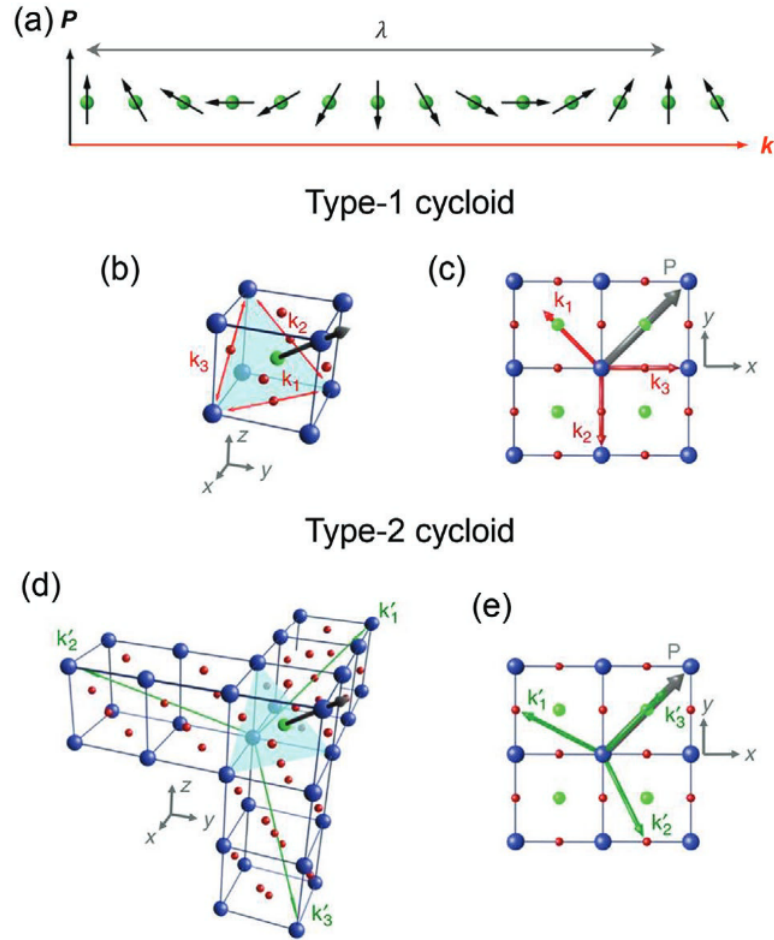 (a) P
λ
k
Type-1 cycloid
(b)
k₂
k₃
k₁
z
y
x
(c)
P
k₁
y
k₃
x
k₂
Type-2 cycloid
(d)
k′₁
k′₂
z
y
x
k′₃
(e)
P
k′₁
k′₃
y
x
k′₂